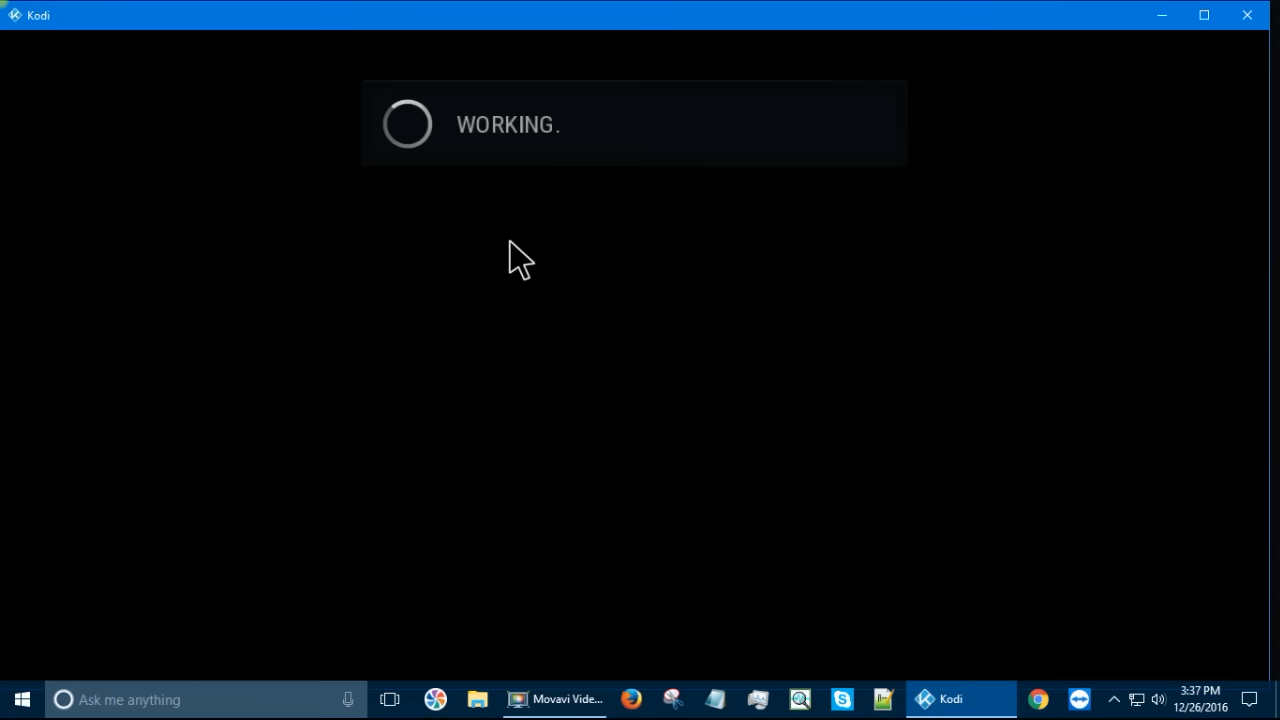 Kodi
WORKING.
Ask me anything
Movavi Vide...
Kodi
3:37 PM
12/26/2016